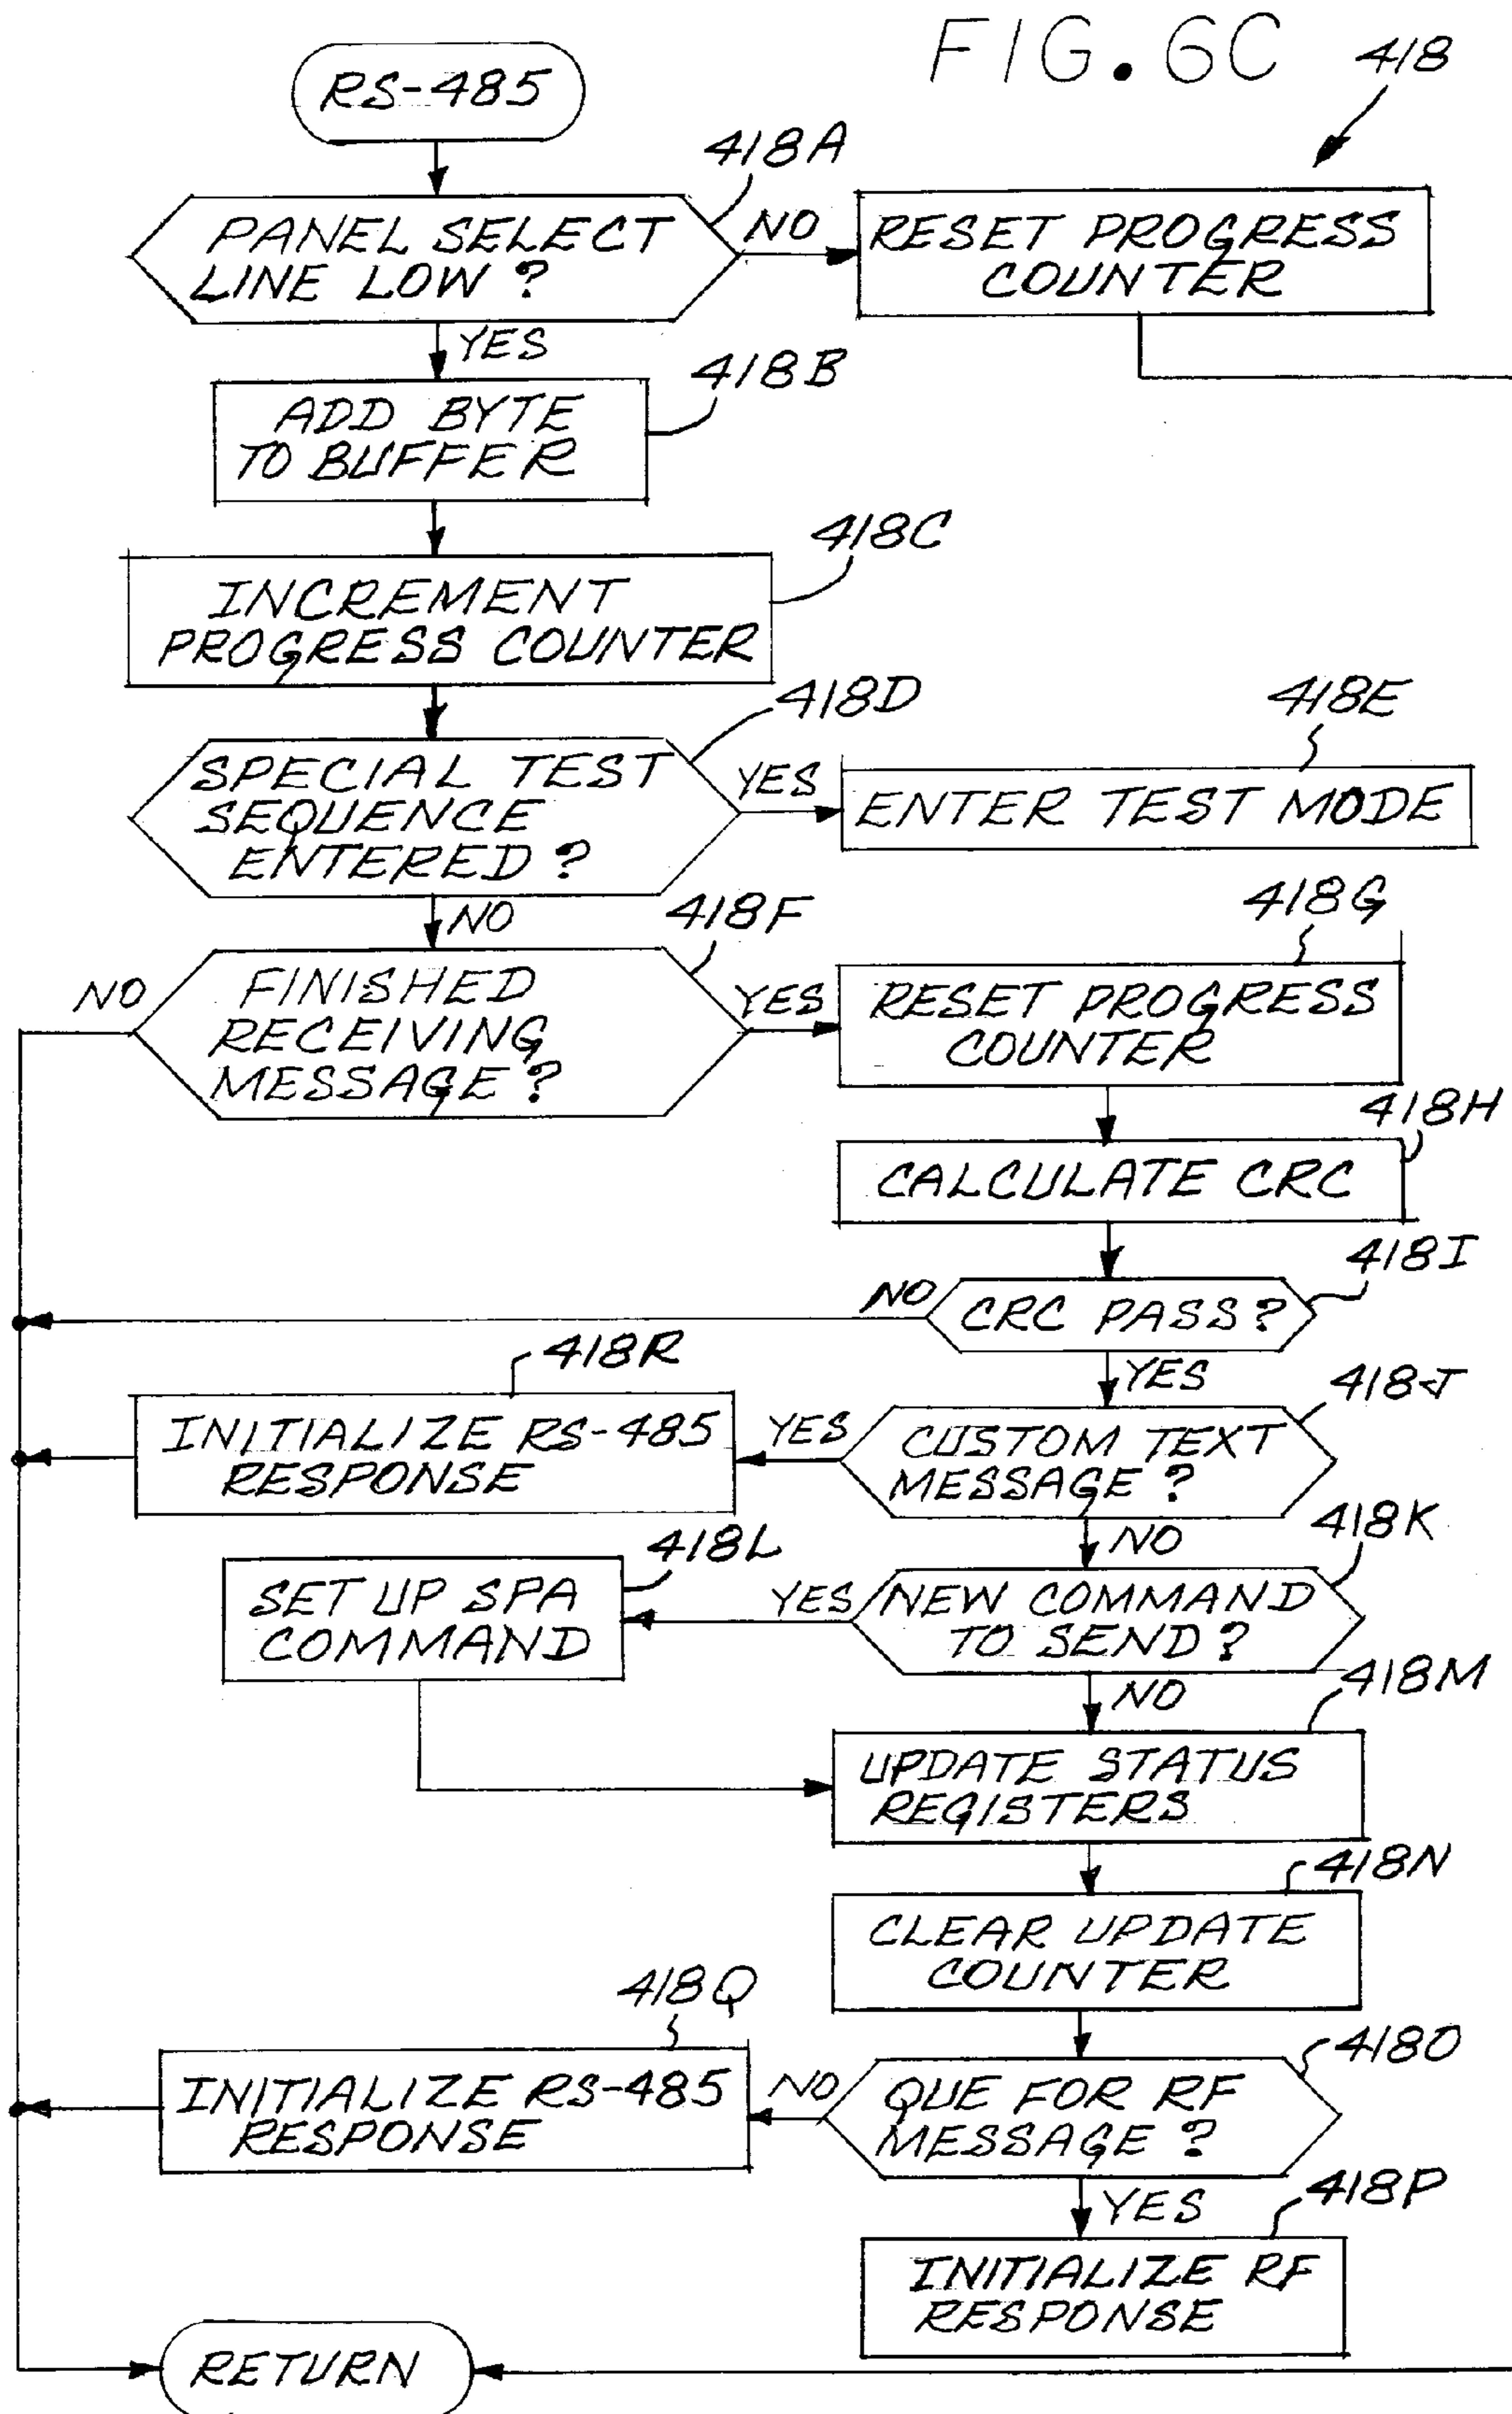 FIG. 6C
418
RS-485
418A
PANEL SELECT
LINE LOW?
NO
RESET PROGRESS
COUNTER
YES
418B
ADD BYTE
TO BUFFER
418C
INCREMENT
PROGRESS COUNTER
418D
SPECIAL TEST
SEQUENCE
ENTERED?
YES
418E
ENTER TEST MODE
NO
418F
NO
FINISHED
RECEIVING
MESSAGE?
YES
418G
RESET PROGRESS
COUNTER
418H
CALCULATE CRC
418I
NO
CRC PASS?
YES
418J
CUSTOM TEXT
MESSAGE?
YES
418R
INITIALIZE RS-485
RESPONSE
NO
418K
NEW COMMAND
TO SEND?
YES
418L
SET UP SPA
COMMAND
NO
418M
UPDATE STATUS
REGISTERS
418N
CLEAR UPDATE
COUNTER
418O
QUE FOR RF
MESSAGE?
NO
418Q
INITIALIZE RS-485
RESPONSE
YES
418P
INITIALIZE RF
RESPONSE
RETURN